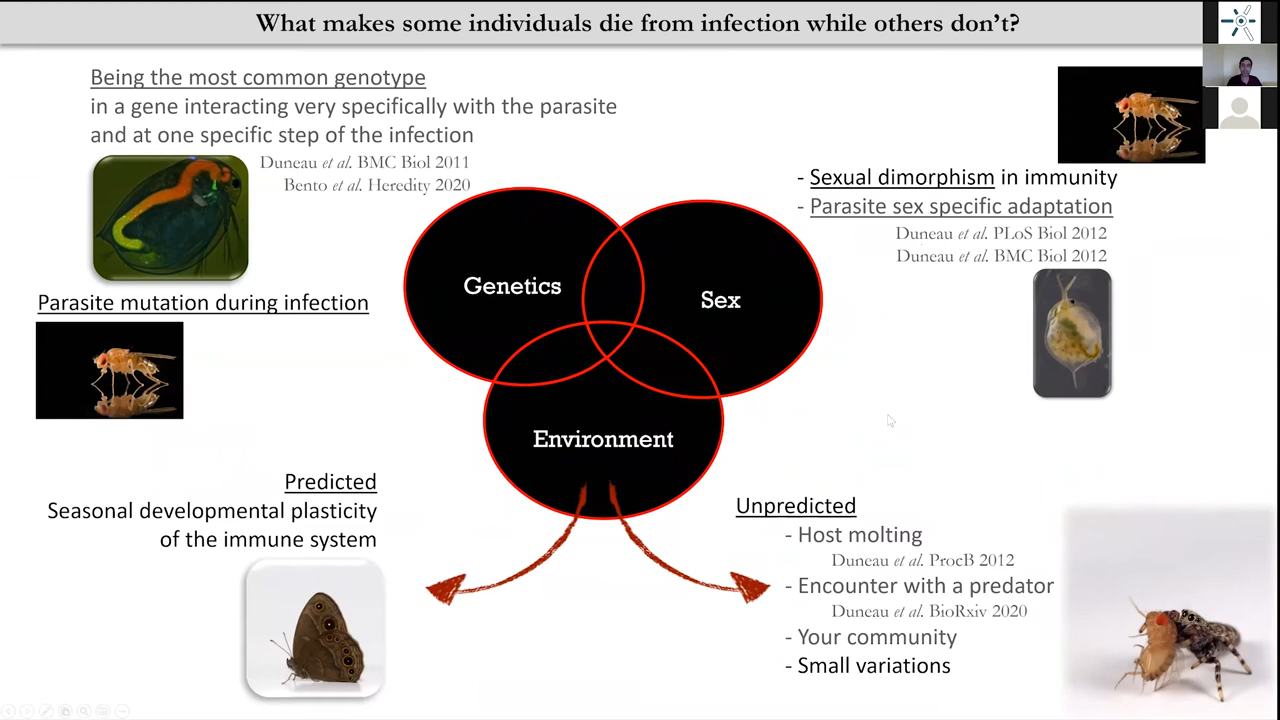 What makes some individuals die from infection while others don't?
Being the most common genotype
in a gene interacting very specifically with the parasite
and at one specific step of the infection
Duneau et al. BMC Biol 2011
Bento et al. Heredity 2020
- Sexual dimorphism in immunity
- Parasite sex specific adaptation
Duneau et al. PLoS Biol 2012
Duneau et al. BMC Biol 2012
Genetics
Sex
Parasite mutation during infection
Environment
Predicted
Seasonal developmental plasticity
of the immune system
Unpredicted
- Host molting
Duneau et al. ProcB 2012
- Encounter with a predator
Duneau et al. BioRxiv 2020
- Your community
- Small variations